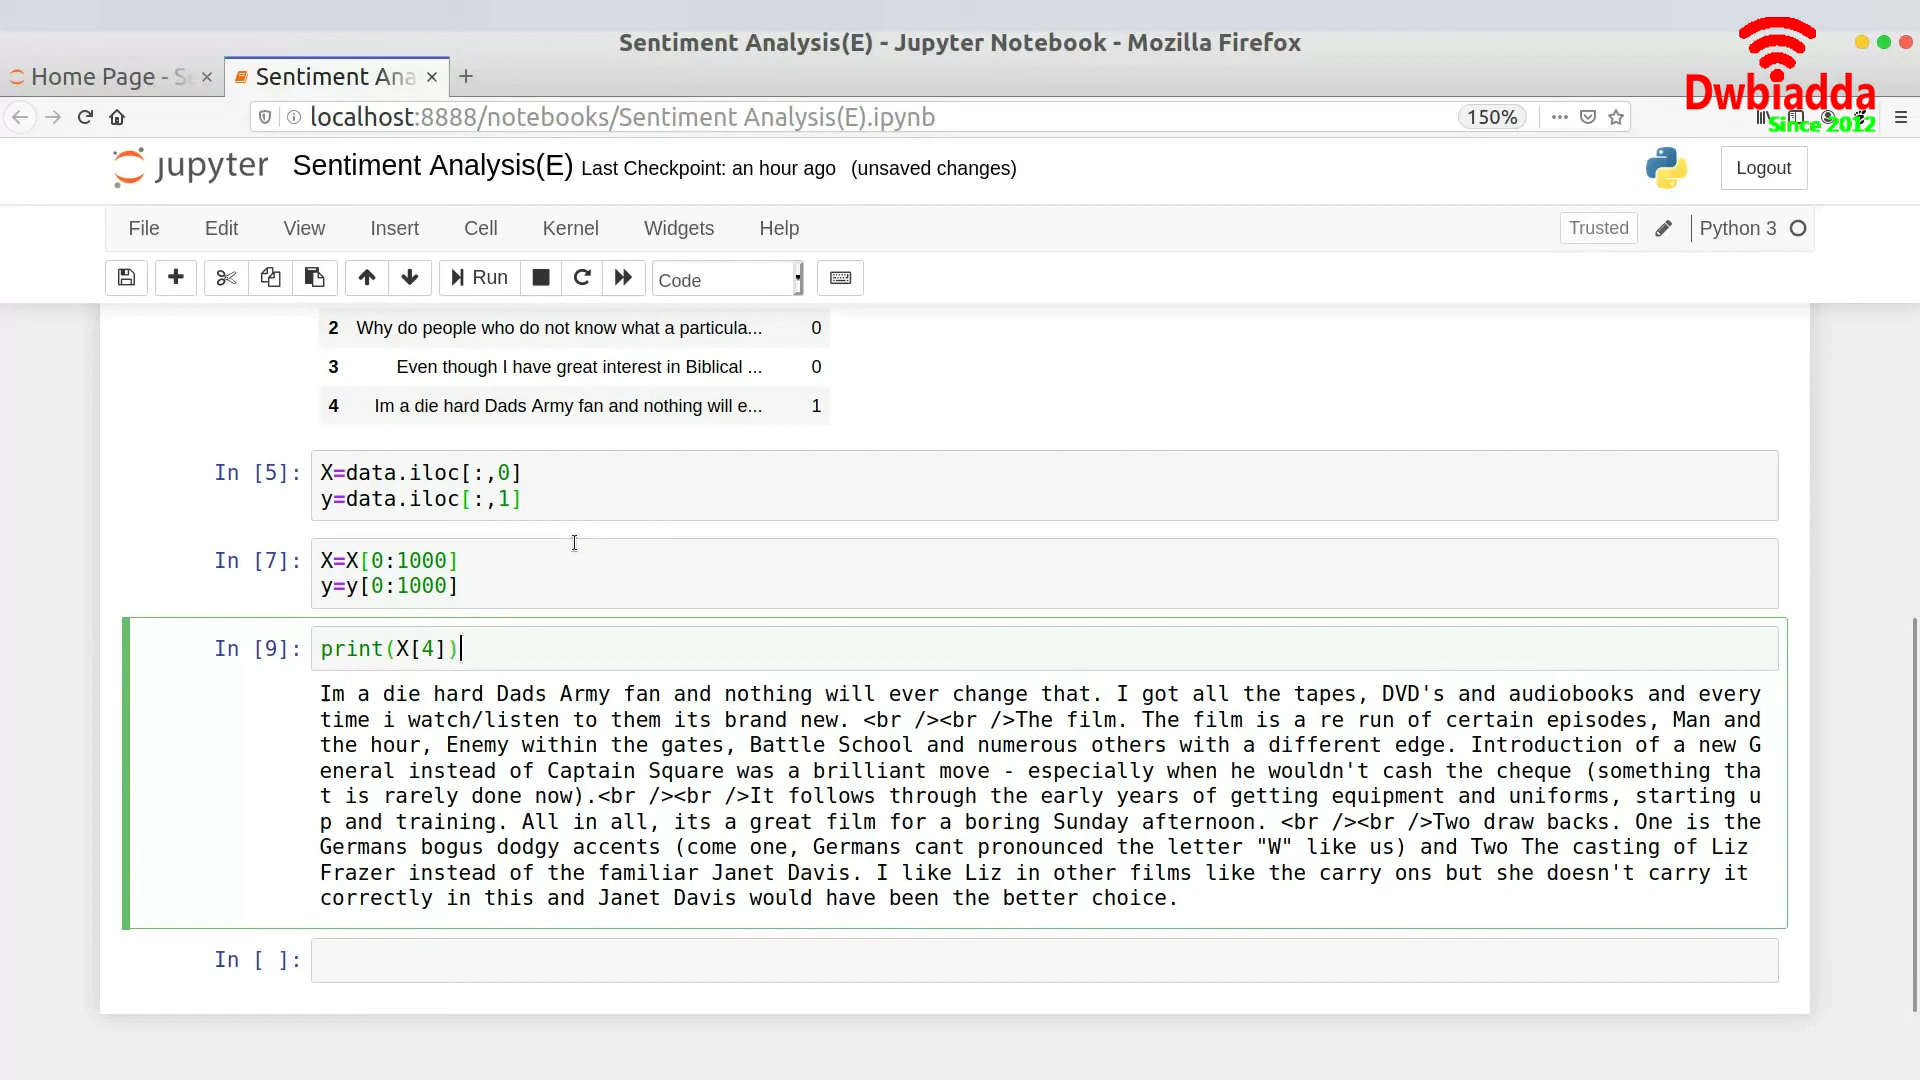 Sentiment Analysis(E) - Jupyter Notebook - Mozilla Firefox
Dwbiadda
Since 2012
Home Page - Se
Sentiment Ana
localhost:8888/notebooks/Sentiment Analysis(E).ipynb
150%
jupyter Sentiment Analysis(E) Last Checkpoint: an hour ago (unsaved changes)
Logout
File Edit View Insert Cell Kernel Widgets Help
Trusted Python 3
Run Code
2 Why do people who do not know what a particula... 0
3 Even though I have great interest in Biblical ... 0
4 Im a die hard Dads Army fan and nothing will e... 1
In [5]: X=data.iloc[:,0]
y=data.iloc[:,1]
In [7]: X=X[0:1000]
y=y[0:1000]
In [9]: print(X[4])
Im a die hard Dads Army fan and nothing will ever change that. I got all the tapes, DVD's and audiobooks and every
time i watch/listen to them its brand new. <br /><br />The film. The film is a re run of certain episodes, Man and
the hour, Enemy within the gates, Battle School and numerous others with a different edge. Introduction of a new G
eneral instead of Captain Square was a brilliant move - especially when he wouldn't cash the cheque (something tha
t is rarely done now).<br /><br />It follows through the early years of getting equipment and uniforms, starting u
p and training. All in all, its a great film for a boring Sunday afternoon. <br /><br />Two draw backs. One is the
Germans bogus dodgy accents (come one, Germans cant pronounced the letter "W" like us) and Two The casting of Liz
Frazer instead of the familiar Janet Davis. I like Liz in other films like the carry ons but she doesn't carry it
correctly in this and Janet Davis would have been the better choice.
In [ ]: